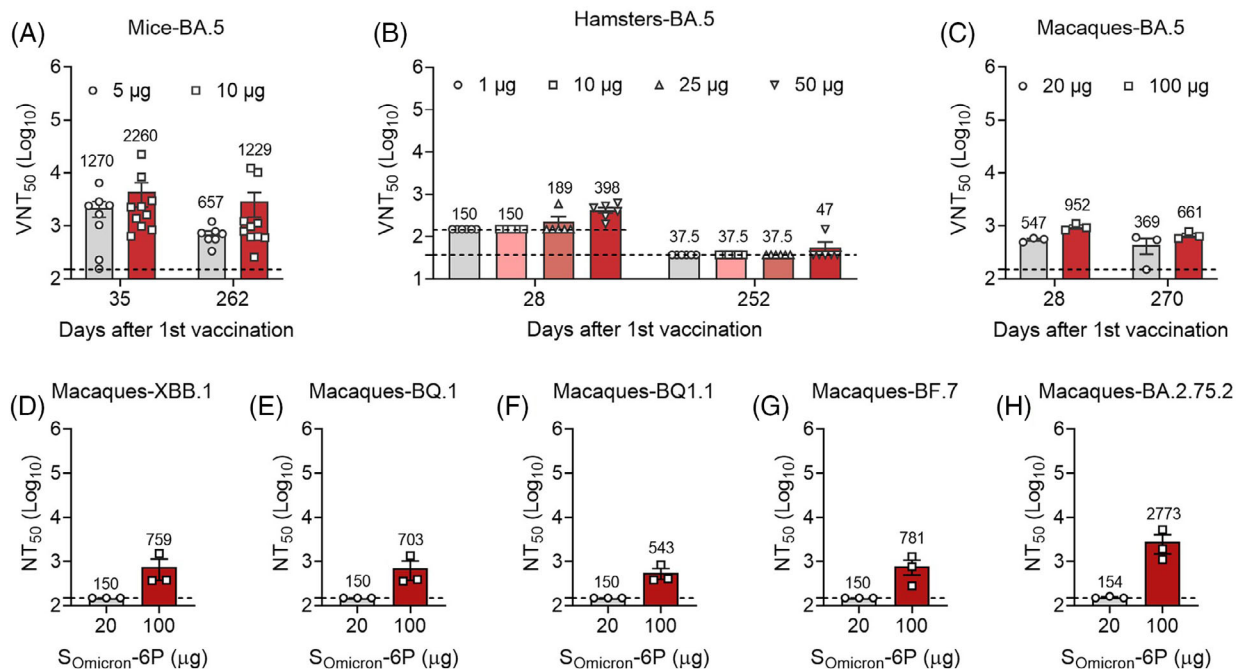 (A)
Mice-BA.5
○ 5 µg □ 10 µg
VNT50 (Log10)
6
5
4
3
2
1270
2260
657
1229
35
262
Days after 1st vaccination
(B)
Hamsters-BA.5
○ 1 µg □ 10 µg △ 25 µg ▽ 50 µg
VNT50 (Log10)
6
5
4
3
2
1
150
150
189
398
37.5
37.5
37.5
47
28
252
Days after 1st vaccination
(C)
Macaques-BA.5
○ 20 µg □ 100 µg
VNT50 (Log10)
6
5
4
3
2
547
952
369
661
28
270
Days after 1st vaccination
(D)
Macaques-XBB.1
NT50 (Log10)
6
5
4
3
2
150
759
20
100
SOmicron-6P (µg)
(E)
Macaques-BQ.1
NT50 (Log10)
6
5
4
3
2
150
703
20
100
SOmicron-6P (µg)
(F)
Macaques-BQ1.1
NT50 (Log10)
6
5
4
3
2
150
543
20
100
SOmicron-6P (µg)
(G)
Macaques-BF.7
NT50 (Log10)
6
5
4
3
2
150
781
20
100
SOmicron-6P (µg)
(H)
Macaques-BA.2.75.2
NT50 (Log10)
6
5
4
3
2
154
2773
20
100
SOmicron-6P (µg)